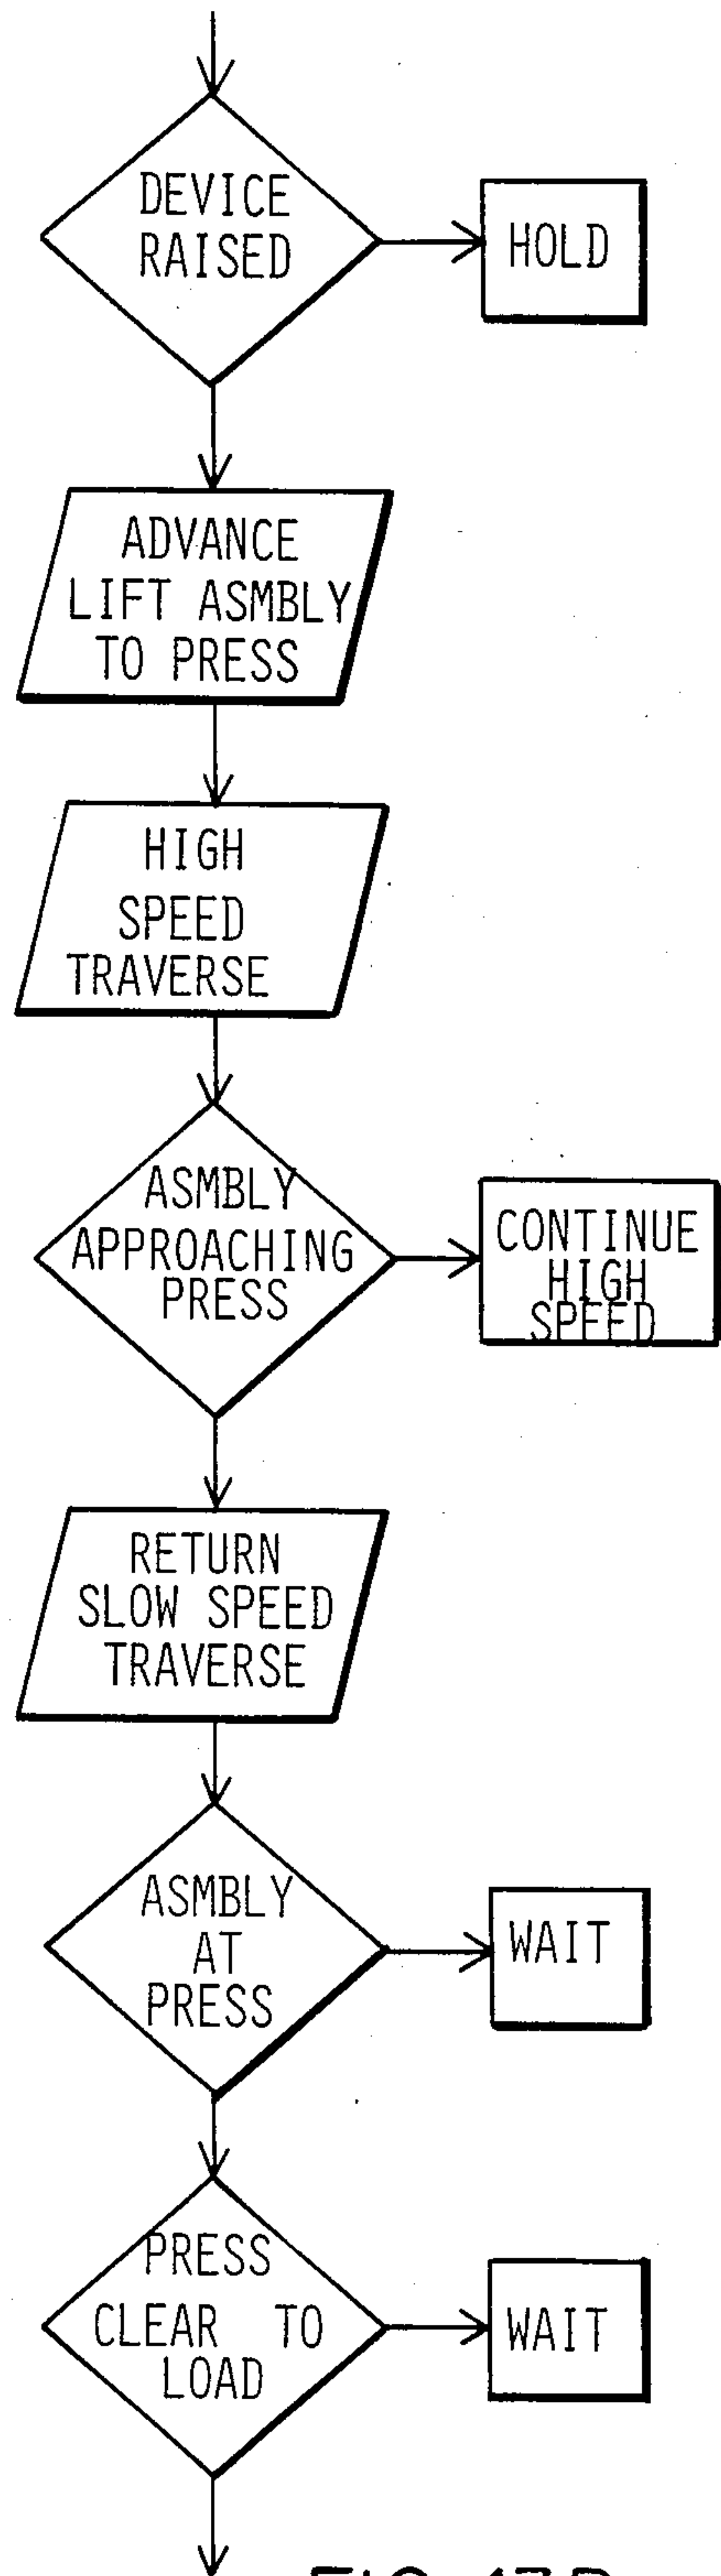 DEVICE
RAISED
HOLD
ADVANCE
LIFT ASMBLY
TO PRESS
HIGH
SPEED
TRAVERSE
ASMBLY
APPROACHING
PRESS
CONTINUE
HIGH
SPEED
RETURN
SLOW SPEED
TRAVERSE
ASMBLY
AT
PRESS
WAIT
PRESS
CLEAR TO
LOAD
WAIT